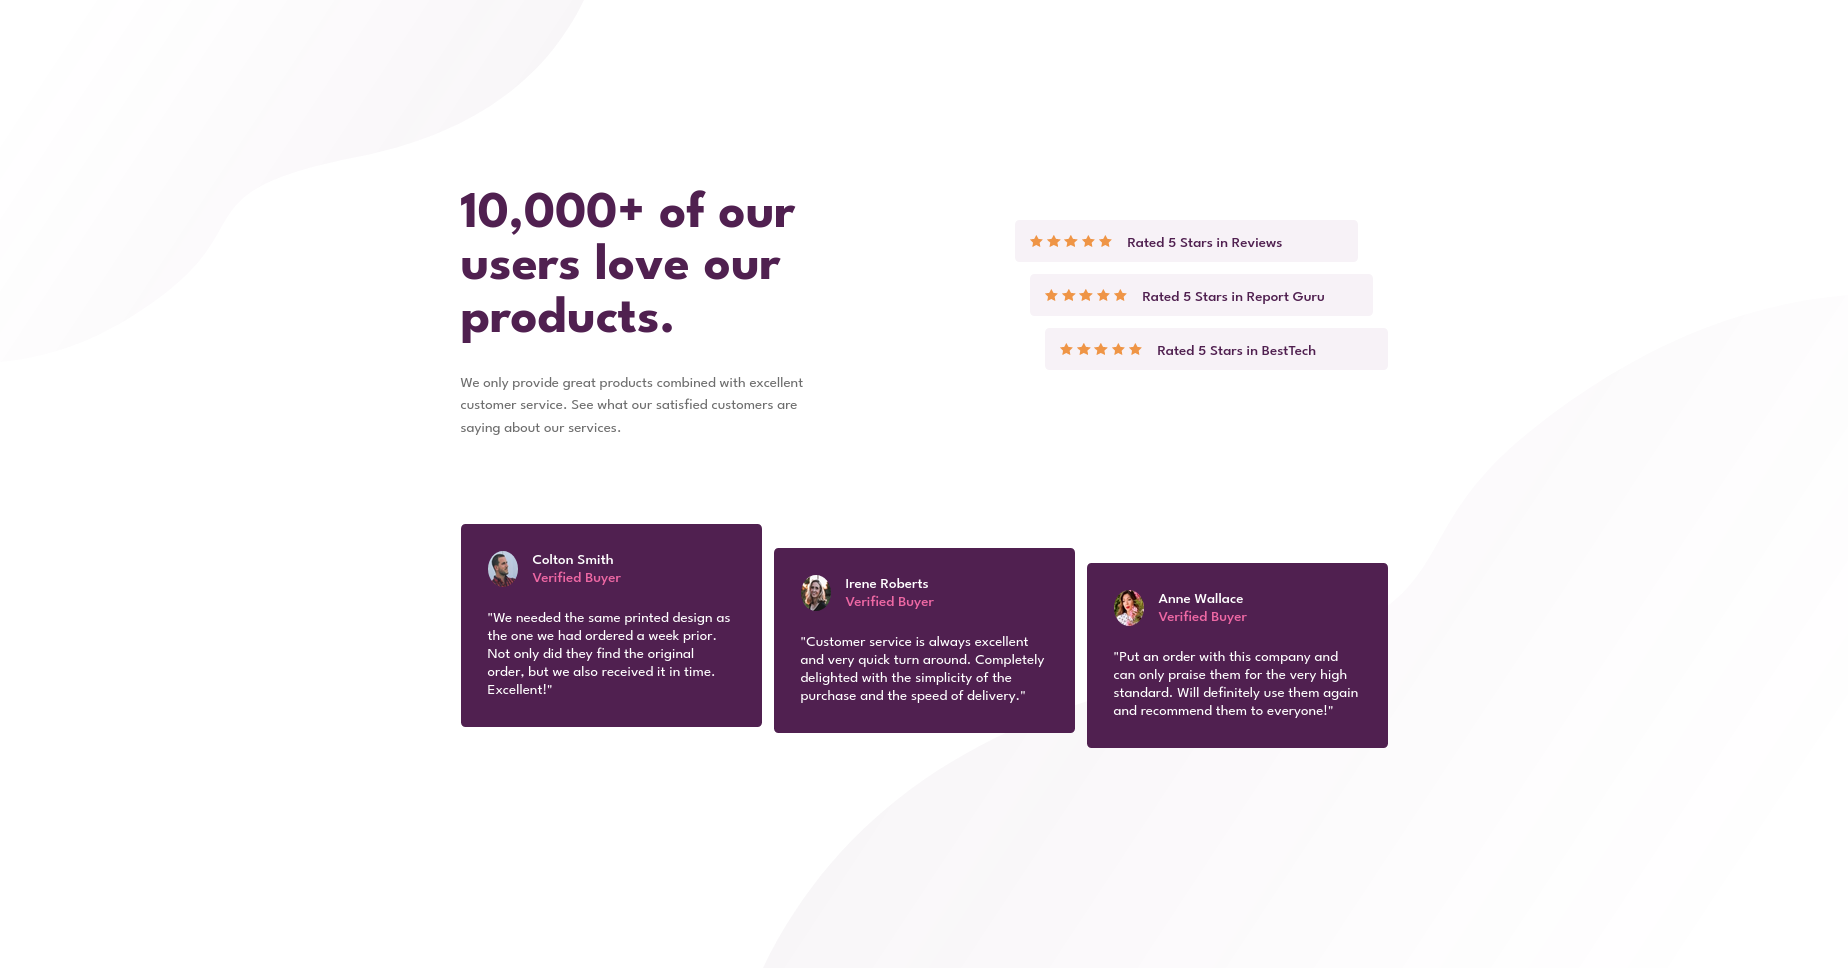 10,000+ of our
users love our
products.
We only provide great products combined with excellent
customer service. See what our satisfied customers are
saying about our services.
Rated 5 Stars in Reviews
Rated 5 Stars in Report Guru
Rated 5 Stars in BestTech
Colton Smith
Verified Buyer
"We needed the same printed design as
the one we had ordered a week prior.
Not only did they find the original
order, but we also received it in time.
Excellent!"
Irene Roberts
Verified Buyer
"Customer service is always excellent
and very quick turn around. Completely
delighted with the simplicity of the
purchase and the speed of delivery."
Anne Wallace
Verified Buyer
"Put an order with this company and
can only praise them for the very high
standard. Will definitely use them again
and recommend them to everyone!"